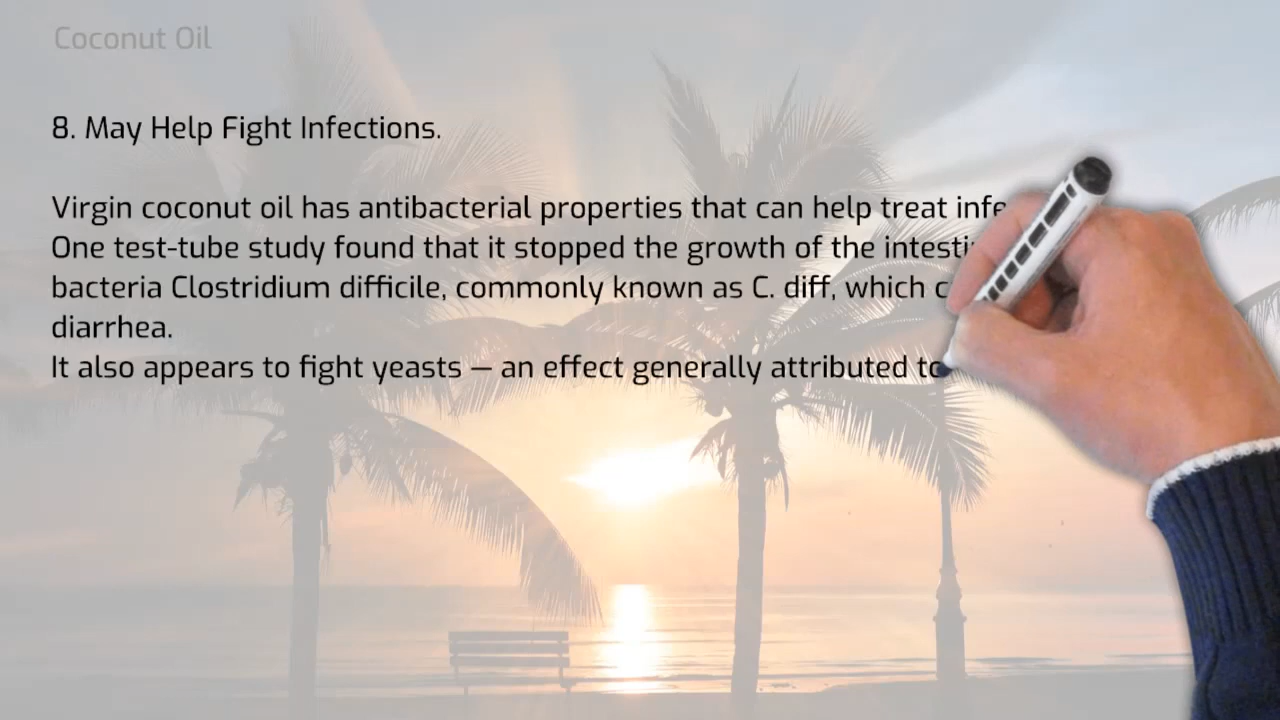 Coconut Oil
8. May Help Fight Infections.
Virgin coconut oil has antibacterial properties that can help treat
One test-tube study found that it stopped the growth of the
bacteria Clostridium difficile, commonly known as C. diff, which
diarrhea.
It also appears to fight yeasts — an effect generally attributed to